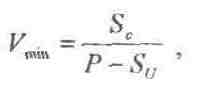 V_min = S_c / (P − S_U) ,